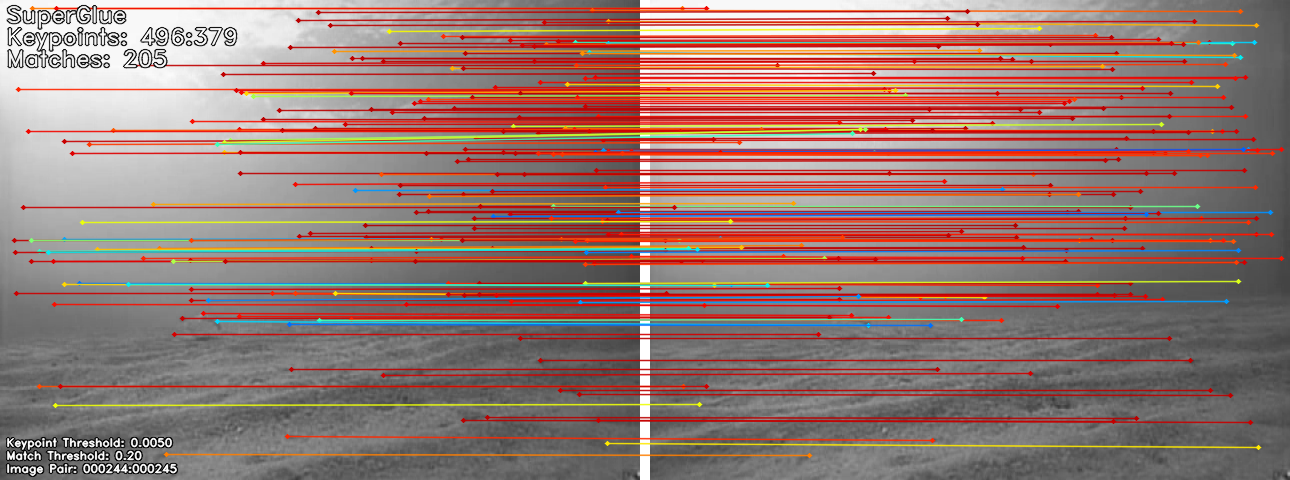 SuperGlue
Keypoints: 496:379
Matches: 205
Keypoint Threshold: 0.0050
Match Threshold: 0.20
Image Pair: 000244:000245